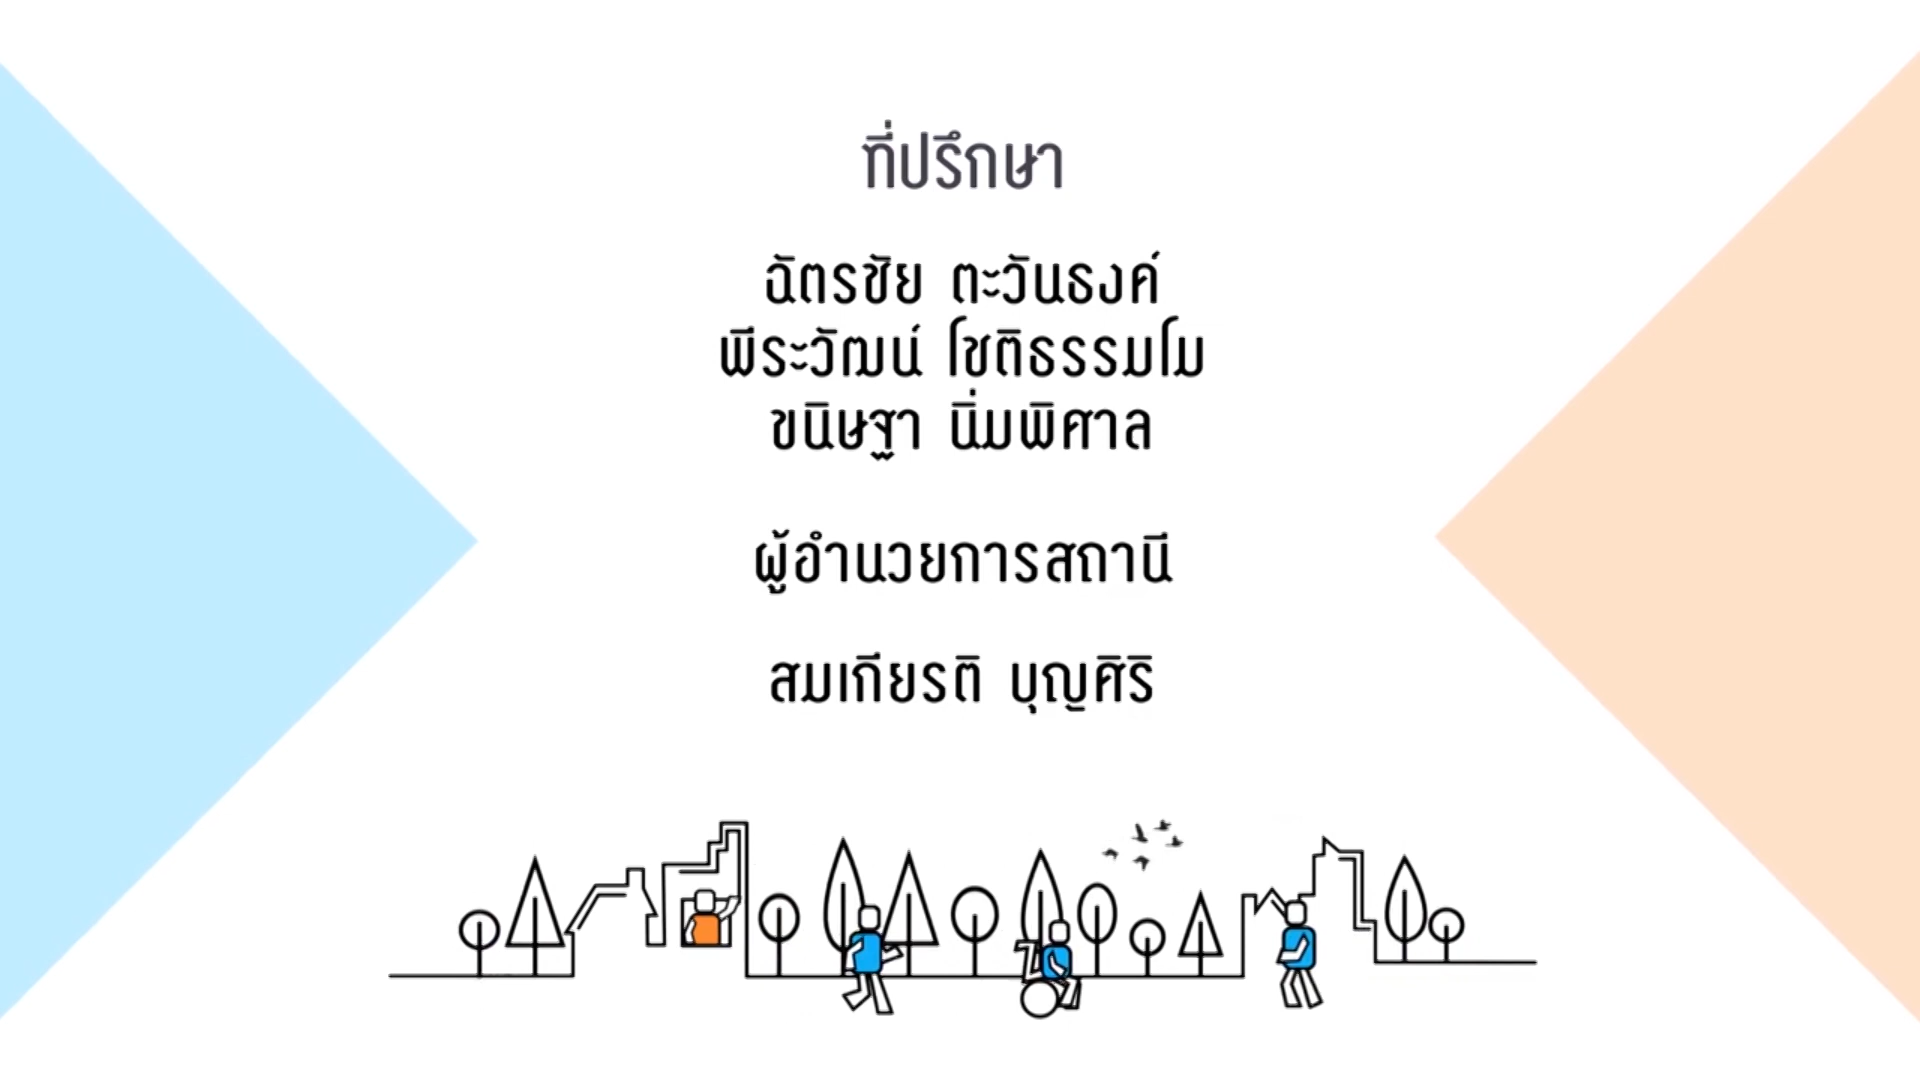 ที่ปรึกษา
ฉัตรชัย ตะวันธงค์
พีระวัฒน์ โชติธรรมโม
ขนิษฐา นิ่มพิศาล
ผู้อำนวยการสถานี
สมเกียรติ บุญศิริ